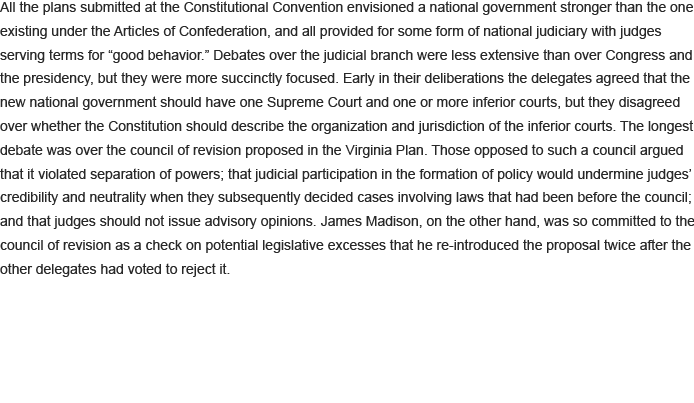 All the plans submitted at the Constitutional Convention envisioned a national government stronger than the one
existing under the Articles of Confederation, and all provided for some form of national judiciary with judges
serving terms for “good behavior.” Debates over the judicial branch were less extensive than over Congress and
the presidency, but they were more succinctly focused. Early in their deliberations the delegates agreed that the
new national government should have one Supreme Court and one or more inferior courts, but they disagreed
over whether the Constitution should describe the organization and jurisdiction of the inferior courts. The longest
debate was over the council of revision proposed in the Virginia Plan. Those opposed to such a council argued
that it violated separation of powers; that judicial participation in the formation of policy would undermine judges’
credibility and neutrality when they subsequently decided cases involving laws that had been before the council;
and that judges should not issue advisory opinions. James Madison, on the other hand, was so committed to the
council of revision as a check on potential legislative excesses that he re-introduced the proposal twice after the
other delegates had voted to reject it.